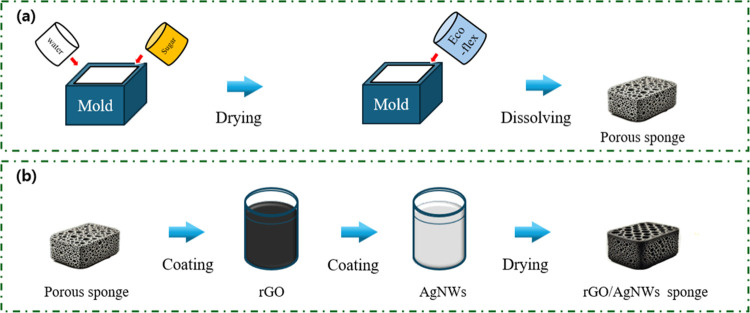 (a)
water
Sugar
Mold
Drying
Eco
-flex
Mold
Dissolving
Porous sponge
(b)
Porous sponge
Coating
rGO
Coating
AgNWs
Drying
rGO/AgNWs sponge